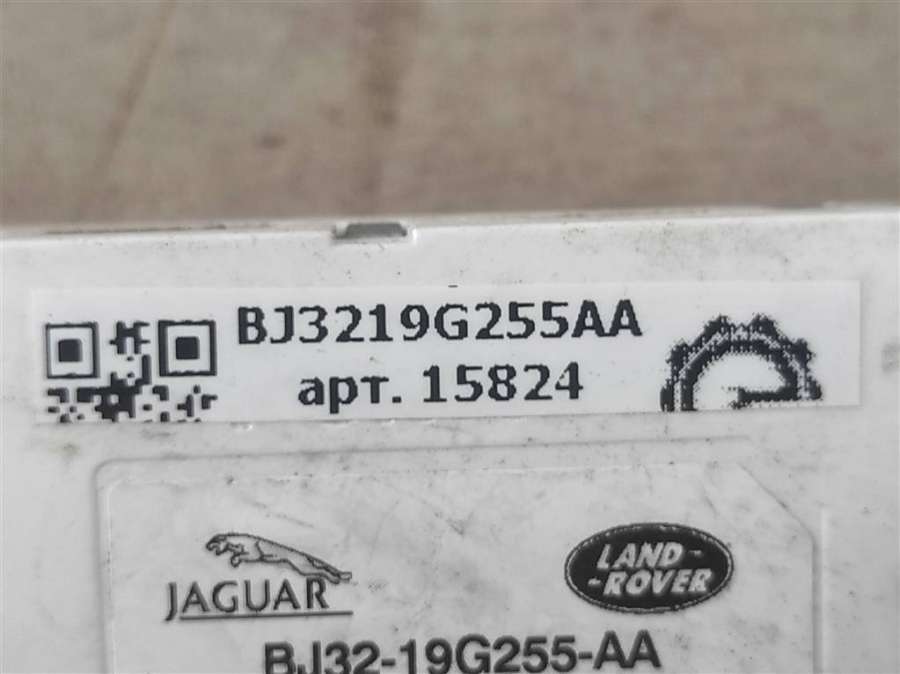 BJ3219G255AA
арт. 15824
JAGUAR
LAND
-ROVER
BJ32-19G255-AA